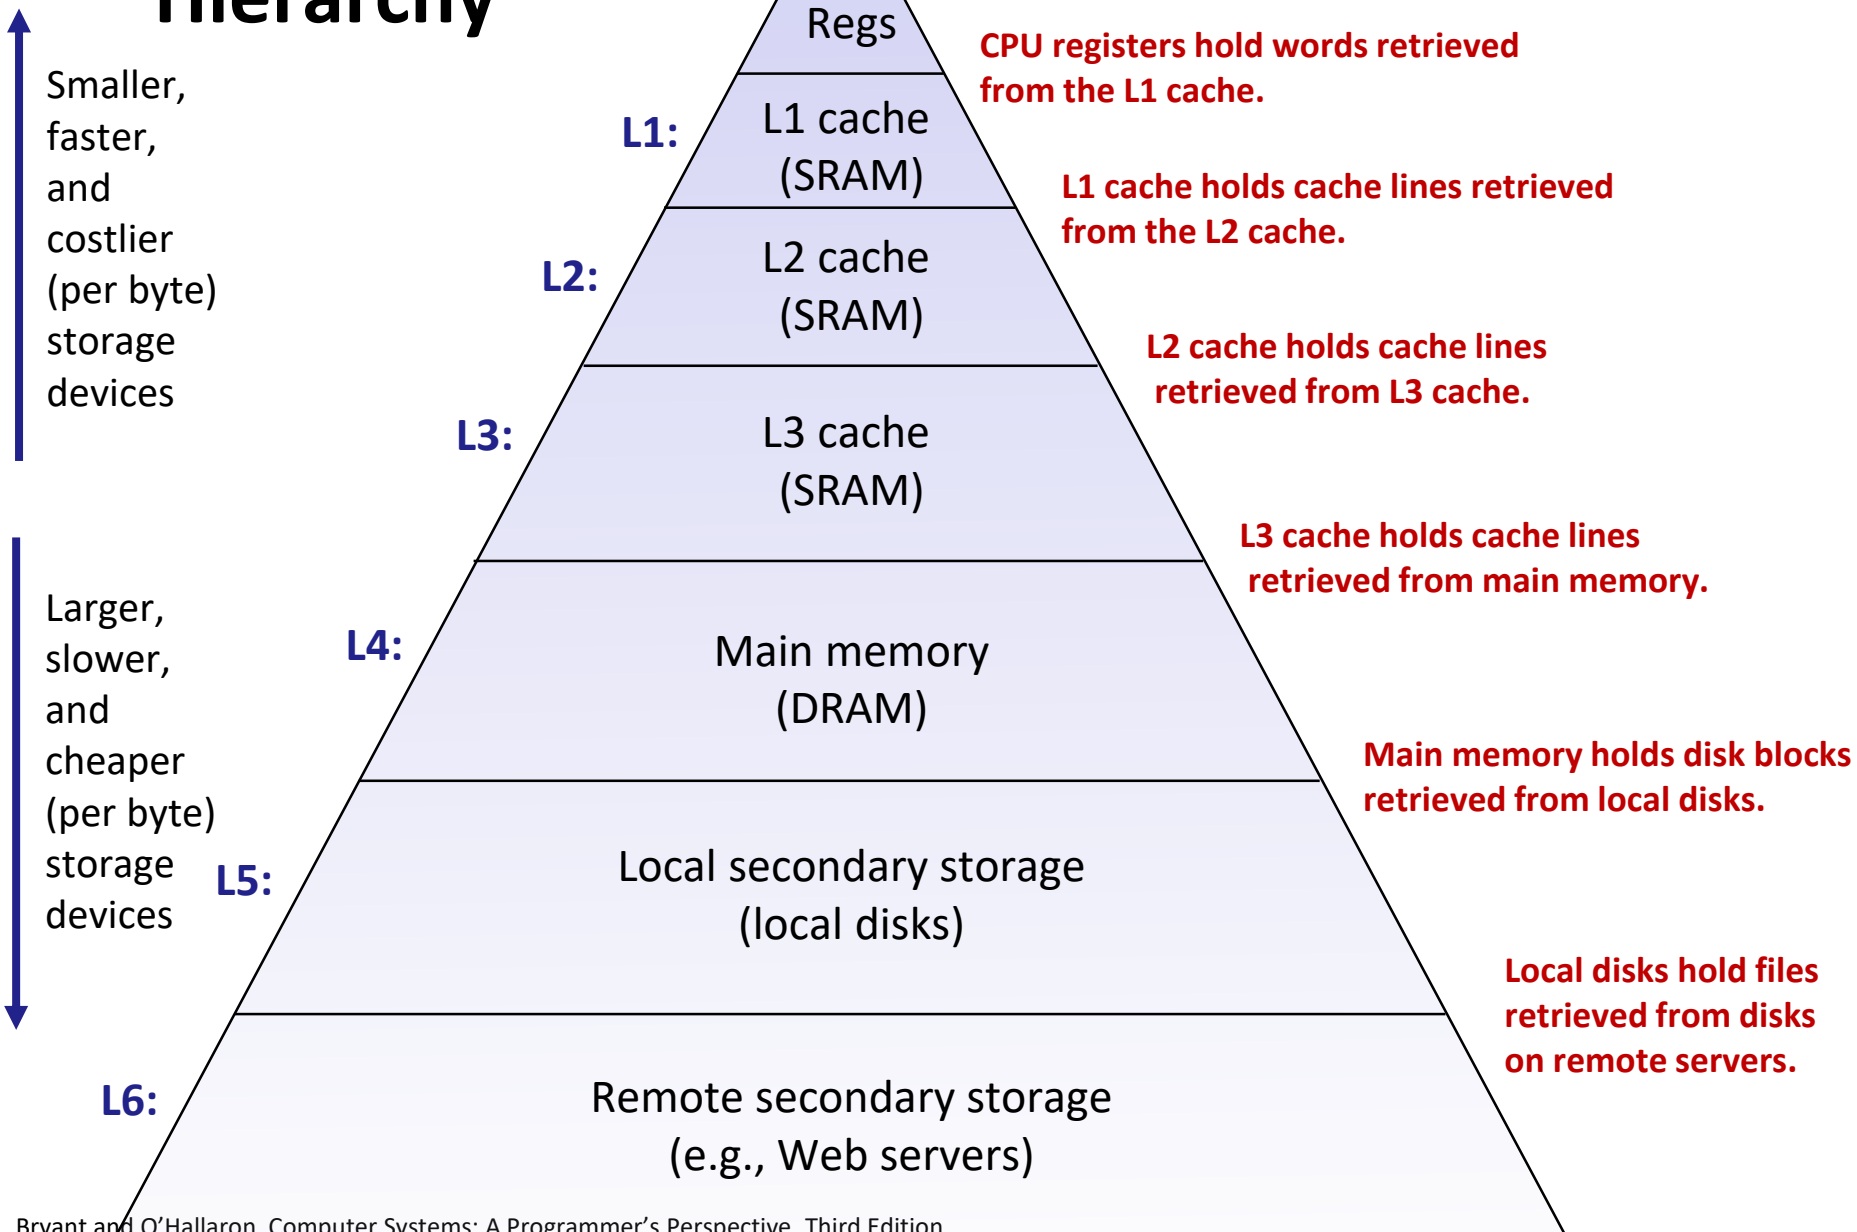 Hierarchy
Regs
CPU registers hold words retrieved
from the L1 cache.
Smaller,
faster,
and
costlier
(per byte)
storage
devices
L1:
L1 cache
(SRAM)
L1 cache holds cache lines retrieved
from the L2 cache.
L2:
L2 cache
(SRAM)
L2 cache holds cache lines
retrieved from L3 cache.
L3:
L3 cache
(SRAM)
L3 cache holds cache lines
retrieved from main memory.
Larger,
slower,
and
cheaper
(per byte)
storage
devices
L4:
Main memory
(DRAM)
Main memory holds disk blocks
retrieved from local disks.
L5:
Local secondary storage
(local disks)
Local disks hold files
retrieved from disks
on remote servers.
L6:
Remote secondary storage
(e.g., Web servers)
Bryant and O'Hallaron, Computer Systems: A Programmer's Perspective, Third Edition